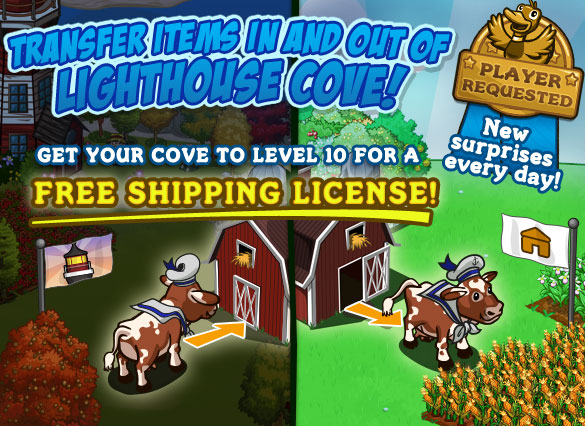 TRANSFER ITEMS IN AND OUT OF
LIGHTHOUSE COVE!
PLAYER
REQUESTED
New
surprises
every day!
GET YOUR COVE TO LEVEL 10 FOR A
FREE SHIPPING LICENSE!